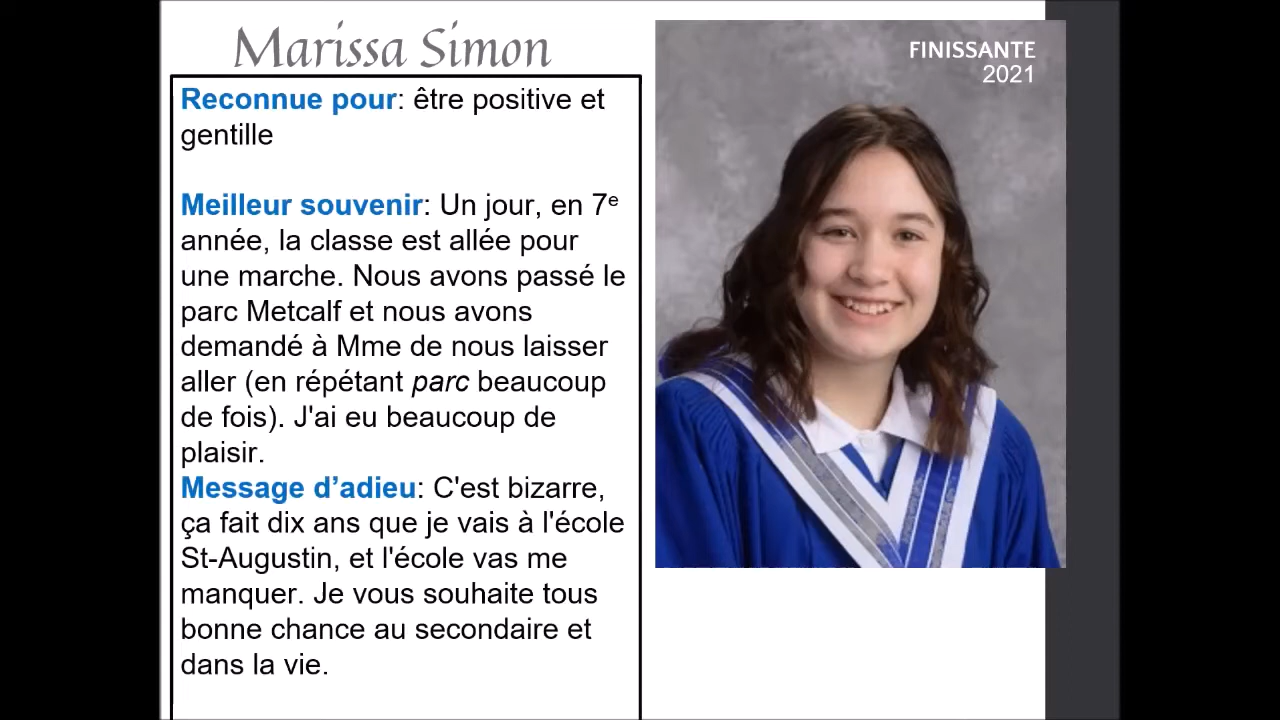 Marissa Simon
Reconnue pour: être positive et
gentille
Meilleur souvenir: Un jour, en 7e
année, la classe est allée pour
une marche. Nous avons passé le
parc Metcalf et nous avons
demandé à Mme de nous laisser
aller (en répétant parc beaucoup
de fois). J'ai eu beaucoup de
plaisir.
Message d’adieu: C'est bizarre,
ça fait dix ans que je vais à l'école
St-Augustin, et l'école vas me
manquer. Je vous souhaite tous
bonne chance au secondaire et
dans la vie.
FINISSANTE
2021